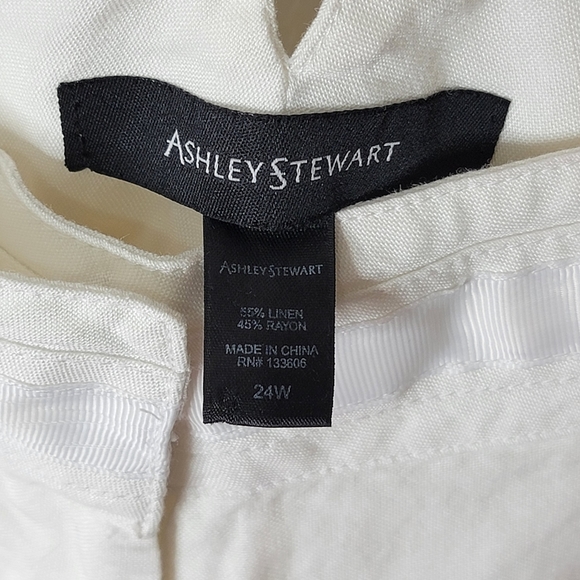 ASHLEY STEWART
ASHLEY STEWART
55% LINEN
45% RAYON
MADE IN CHINA
RN# 133606
24W